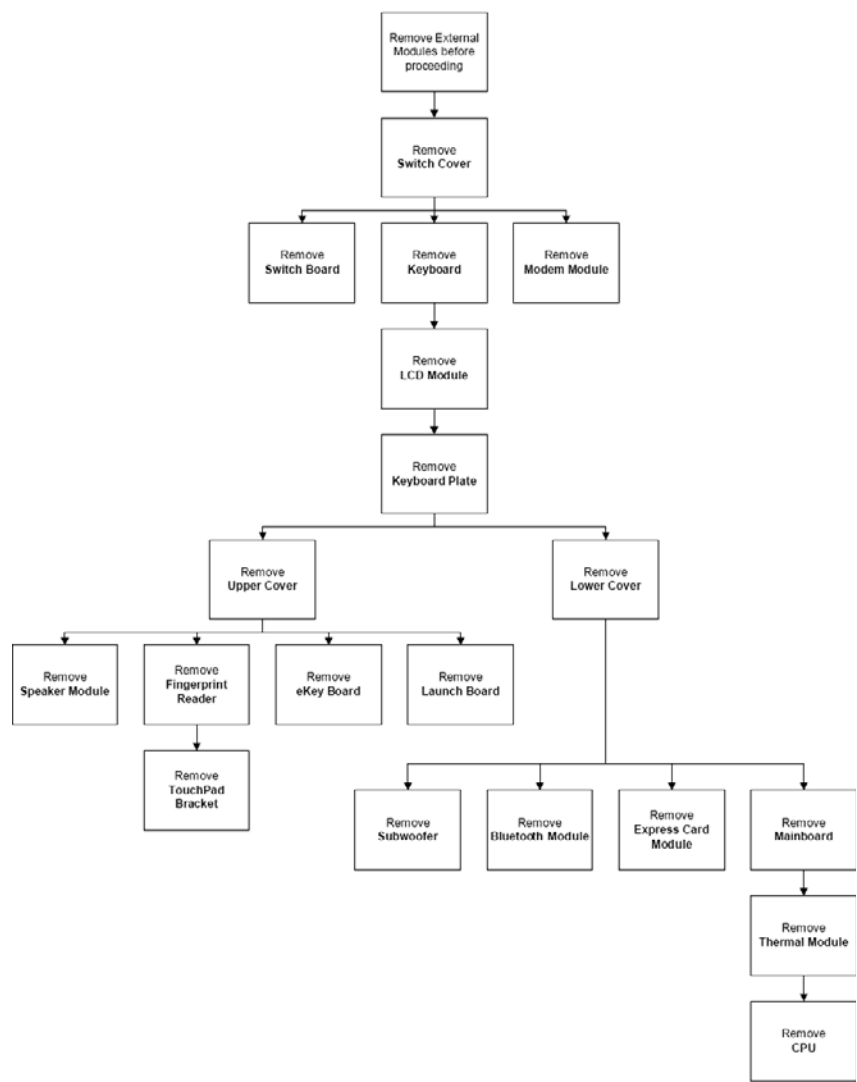 Remove External
Modules before
proceeding
Remove
Switch Cover
Remove
Switch Board
Remove
Keyboard
Remove
Modem Module
Remove
LCD Module
Remove
Keyboard Plate
Remove
Upper Cover
Remove
Lower Cover
Remove
Speaker Module
Remove
Fingerprint
Reader
Remove
eKey Board
Remove
Launch Board
Remove
TouchPad
Bracket
Remove
Subwoofer
Remove
Bluetooth Module
Remove
Express Card
Module
Remove
Mainboard
Remove
Thermal Module
Remove
CPU